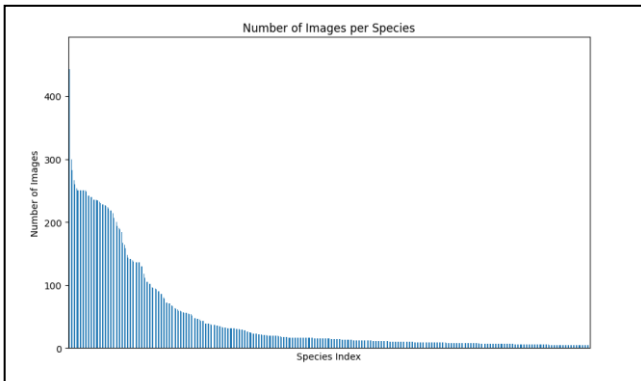 Number of Images per Species
400
300
200
100
0
Number of Images
Species Index